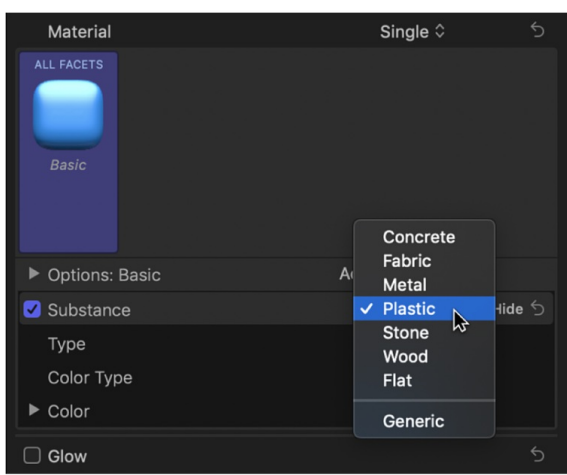 Material Single
ALL FACETS
Basic
Concrete
Fabric
Options: Basic
Metal
Substance
Plastic
Hide
Stone
Type
Wood
Color Type
Flat
Color
Generic
Glow